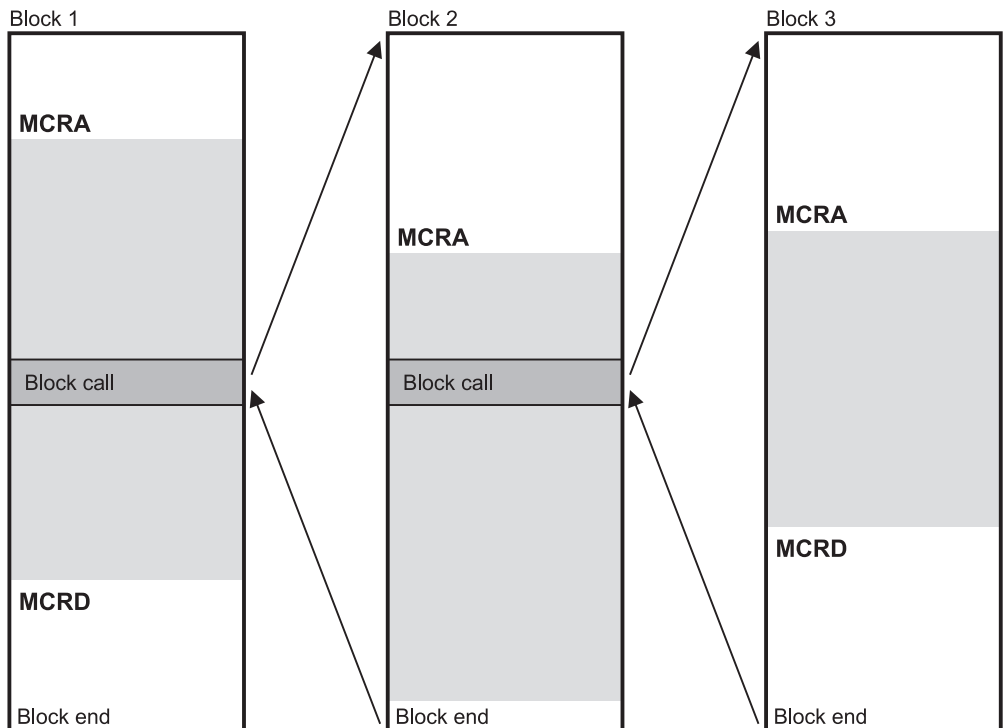 Block 1
MCRA
Block call
MCRD
Block end
Block 2
MCRA
Block call
Block end
Block 3
MCRA
MCRD
Block end